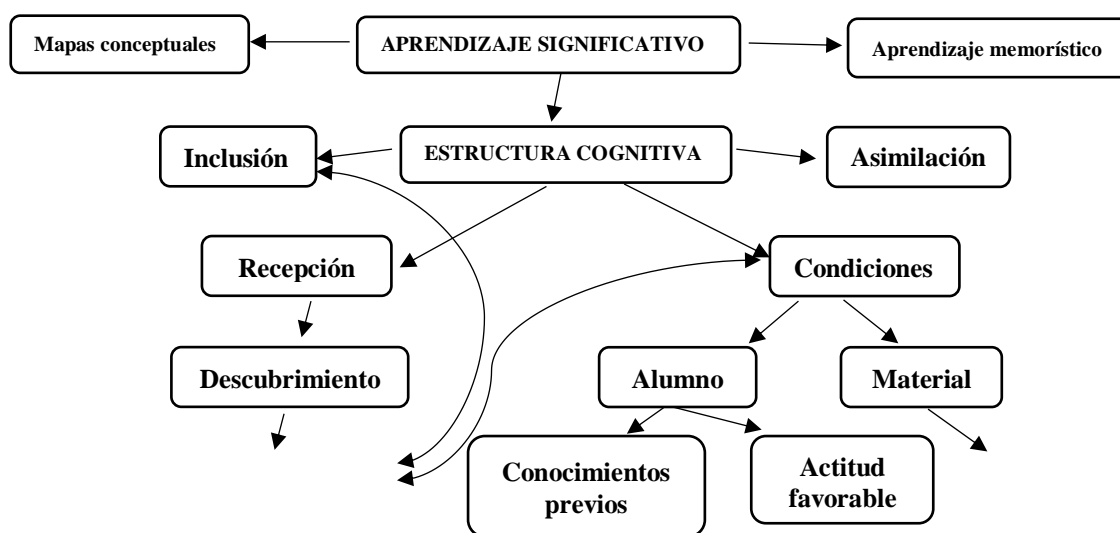 Mapas conceptuales
APRENDIZAJE SIGNIFICATIVO
Aprendizaje memorístico
Inclusión
ESTRUCTURA COGNITIVA
Asimilación
Recepción
Condiciones
Descubrimiento
Alumno
Material
Conocimientos
previos
Actitud
favorable